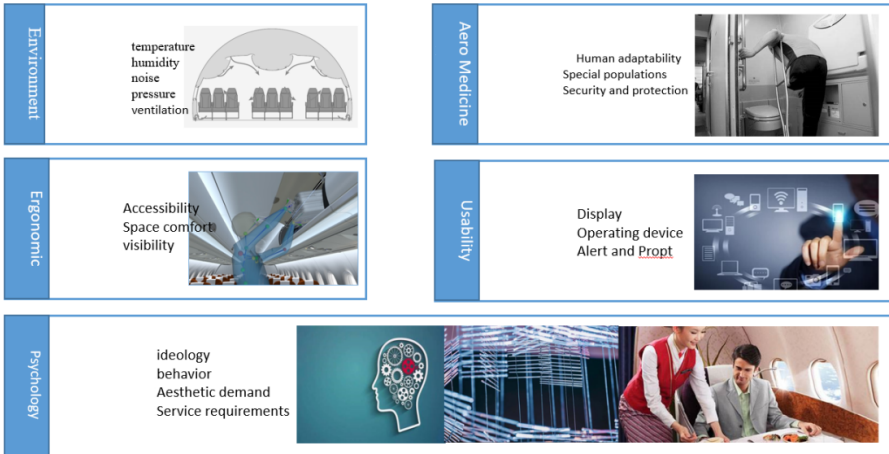 Environment
temperature
humidity
noise
pressure
ventilation
Aero Medicine
Human adaptability
Special populations
Security and protection
Ergonomic
Accessibility
Space comfort
visibility
Usability
Display
Operating device
Alert and Propt
Psychology
ideology
behavior
Aesthetic demand
Service requirements